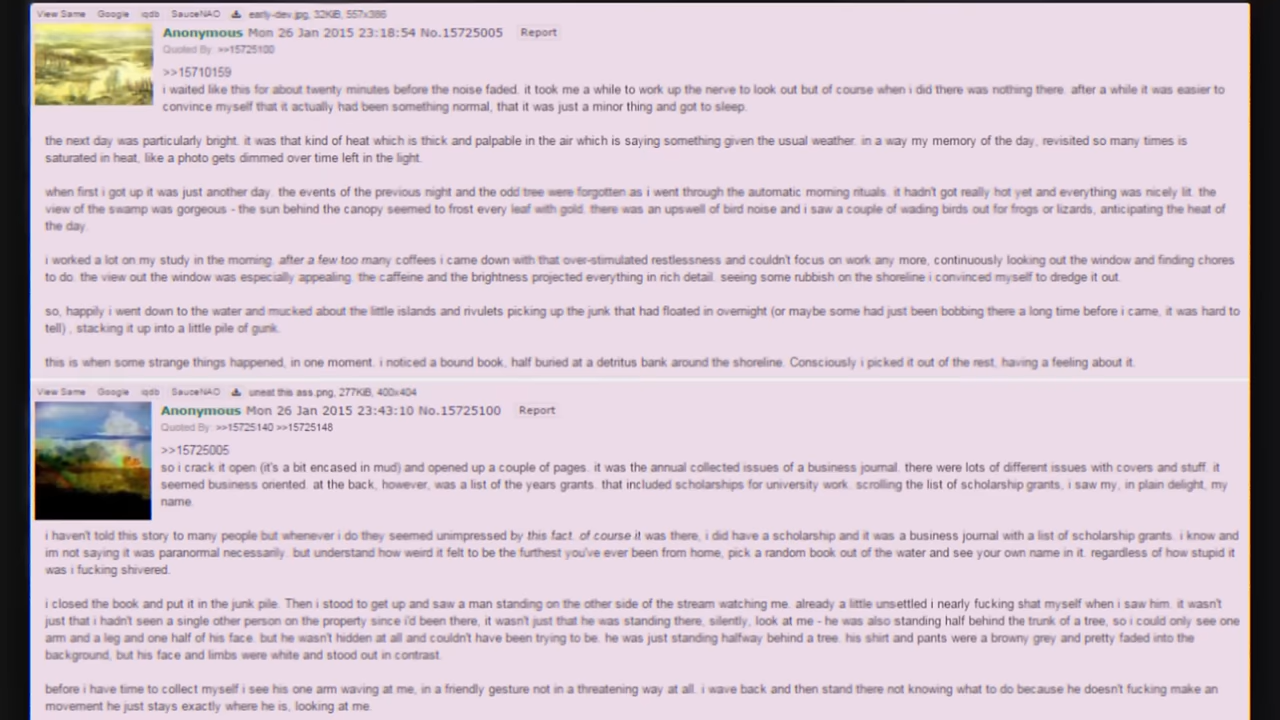 View Same Google iqdb SauceNAO early-dev.jpg, 32KiB, 557x386
Anonymous Mon 26 Jan 2015 23:18:54 No.15725005 Report
Quoted By: >>15725100
>>15710159
i waited like this for about twenty minutes before the noise faded. it took me a while to work up the nerve to look out but of course when i did there was nothing there. after a while it was easier to
convince myself that it actually had been something normal, that it was just a minor thing and got to sleep.
the next day was particularly bright. it was that kind of heat which is thick and palpable in the air which is saying something given the usual weather. in a way my memory of the day, revisited so many times is
saturated in heat, like a photo gets dimmed over time left in the light.
when first i got up it was just another day. the events of the previous night and the odd tree were forgotten as i went through the automatic morning rituals. it hadn't got really hot yet and everything was nicely lit. the
view of the swamp was gorgeous - the sun behind the canopy seemed to frost every leaf with gold. there was an upswell of bird noise and i saw a couple of wading birds out for frogs or lizards, anticipating the heat of
the day.
i worked a lot on my study in the morning. after a few too many coffees i came down with that over-stimulated restlessness and couldn't focus on work any more, continuously looking out the window and finding chores
to do. the view out the window was especially appealing. the caffeine and the brightness projected everything in rich detail. seeing some rubbish on the shoreline i convinced myself to dredge it out.
so, happily i went down to the water and mucked about the little islands and rivulets picking up the junk that had floated in overnight (or maybe some had just been bobbing there a long time before i came, it was hard to
tell) , stacking it up into a little pile of gunk.
this is when some strange things happened, in one moment. i noticed a bound book, half buried at a detritus bank around the shoreline. Consciously i picked it out of the rest, having a feeling about it.
View Same Google iqdb SauceNAO uneat this ass.png, 277KiB, 400x404
Anonymous Mon 26 Jan 2015 23:43:10 No.15725100 Report
Quoted By: >>15725140 >>15725148
>>15725005
so i crack it open (it's a bit encased in mud) and opened up a couple of pages. it was the annual collected issues of a business journal. there were lots of different issues with covers and stuff. it
seemed business oriented. at the back, however, was a list of the years grants. that included scholarships for university work. scrolling the list of scholarship grants, i saw my, in plain delight, my
name.
i haven't told this story to many people but whenever i do they seemed unimpressed by this fact. of course it was there, i did have a scholarship and it was a business journal with a list of scholarship grants. i know and
im not saying it was paranormal necessarily. but understand how weird it felt to be the furthest you've ever been from home, pick a random book out of the water and see your own name in it. regardless of how stupid it
was i fucking shivered.
i closed the book and put it in the junk pile. Then i stood to get up and saw a man standing on the other side of the stream watching me. already a little unsettled i nearly fucking shat myself when i saw him. it wasn't
just that i hadn't seen a single other person on the property since i'd been there, it wasn't just that he was standing there, silently, look at me - he was also standing half behind the trunk of a tree, so i could only see one
arm and a leg and one half of his face. but he wasn't hidden at all and couldn't have been trying to be. he was just standing halfway behind a tree. his shirt and pants were a browny grey and pretty faded into the
background, but his face and limbs were white and stood out in contrast.
before i have time to collect myself i see his one arm waving at me, in a friendly gesture not in a threatening way at all. i wave back and then stand there not knowing what to do because he doesn't fucking make an
movement he just stays exactly where he is, looking at me.